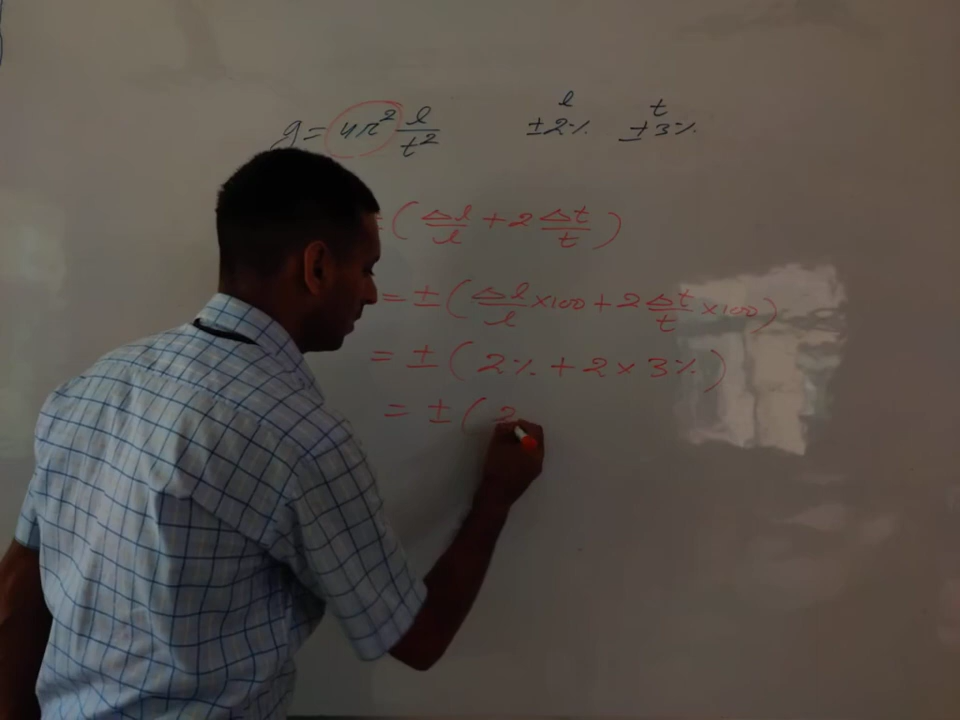 g = 4π² l/t²   l ±2%   t ±3%
= ( Δl/l + 2 Δt/t )
= ± ( Δl/l ×100 + 2 Δt/t ×100 )
= ± ( 2% + 2 × 3% )
= ± ( 2